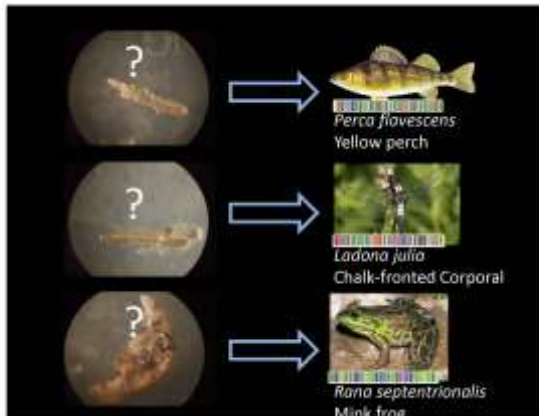 ?
Perca flavescens
Yellow perch
?
Ladona julia
Chalk-fronted Corporal
?
Rana septentrionalis
Mink frog